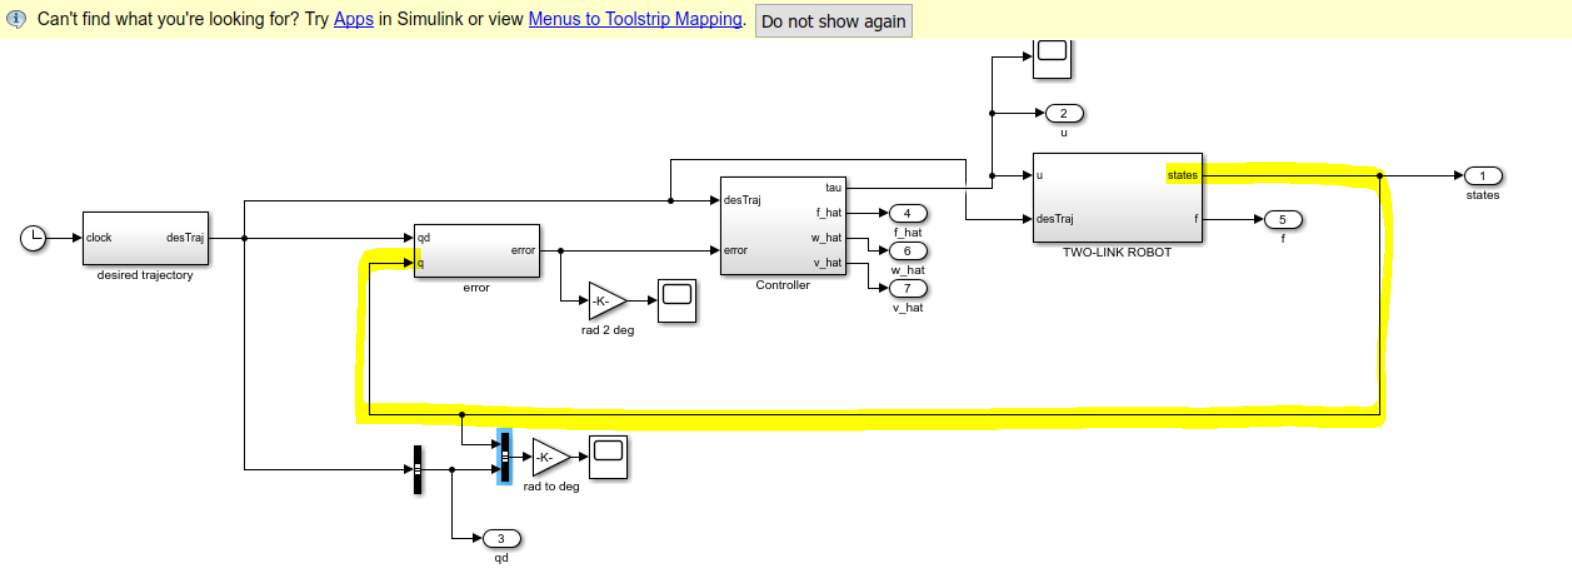 Can't find what you're looking for? Try Apps in Simulink or view Menus to Toolstrip Mapping. Do not show again
2
u
u
states
desTraj
f
TWO-LINK ROBOT
1
states
5
f
desTraj
error
tau
f_hat
w_hat
v_hat
Controller
4
f_hat
6
w_hat
7
v_hat
clock
desTraj
desired trajectory
qd
q
error
error
-K-
rad 2 deg
-K-
rad to deg
3
qd